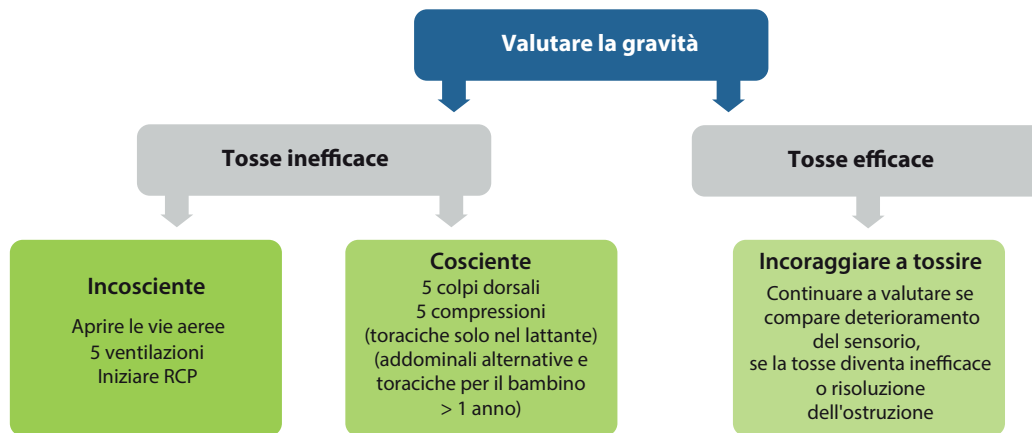 Valutare la gravità
Tosse inefficace
Tosse efficace
Incosciente
Aprire le vie aeree
5 ventilazioni
Iniziare RCP
Cosciente
5 colpi dorsali
5 compressioni
(toraciche solo nel lattante)
(addominali alternative e
toraciche per il bambino
> 1 anno)
Incoraggiare a tossire
Continuare a valutare se
compare deterioramento
del sensorio,
se la tosse diventa inefficace
o risoluzione
dell'ostruzione